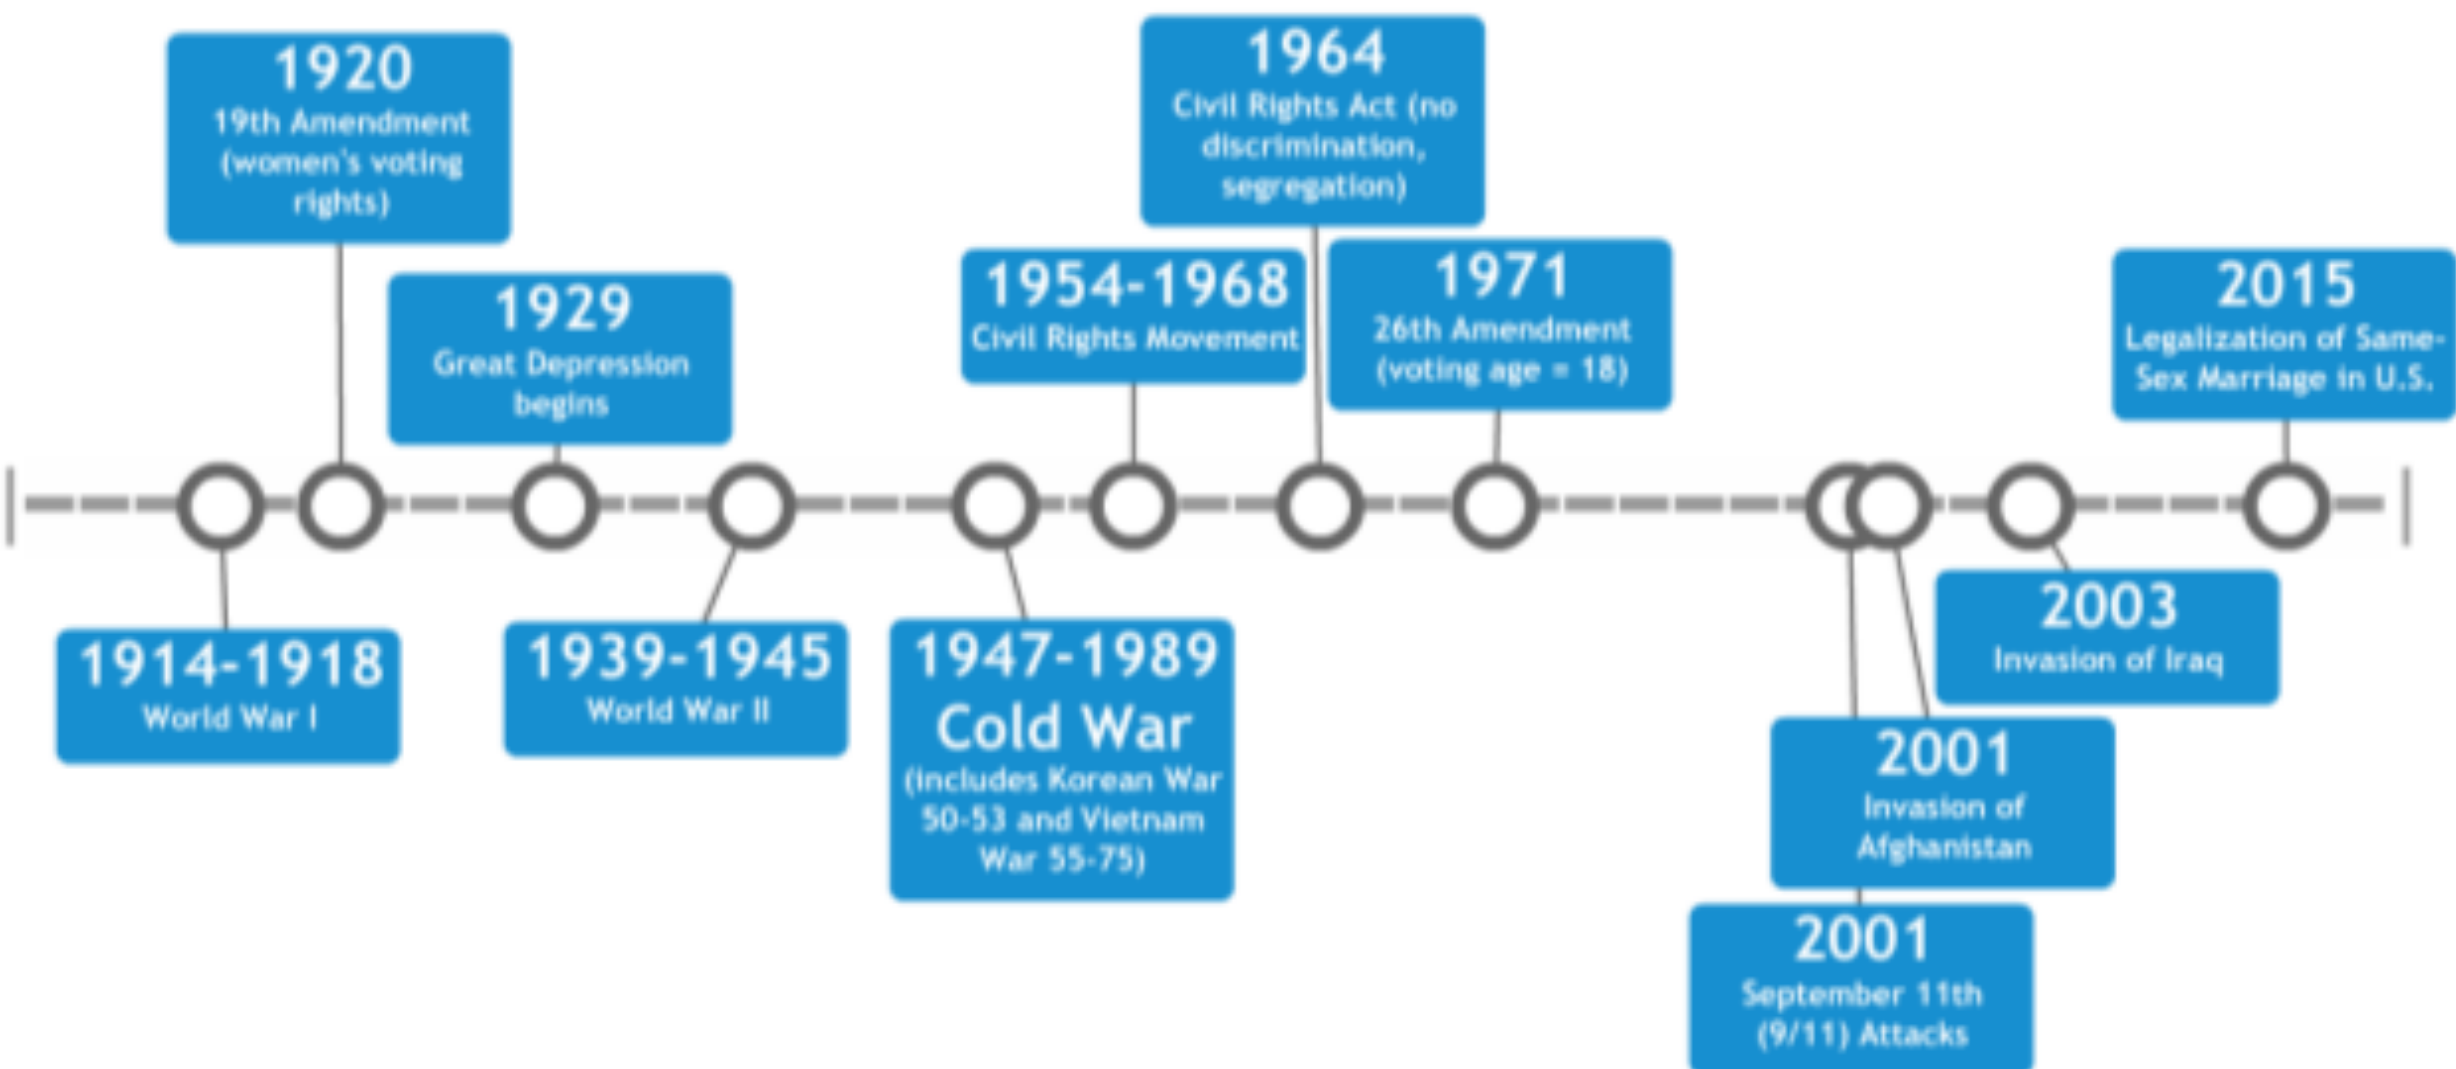 1920
19th Amendment
(women's voting
rights)
1929
Great Depression
begins
1964
Civil Rights Act (no
discrimination,
segregation)
1954-1968
Civil Rights Movement
1971
26th Amendment
(voting age = 18)
2015
Legalization of Same-
Sex Marriage in U.S.
1914-1918
World War I
1939-1945
World War II
1947-1989
Cold War
(includes Korean War
50-53 and Vietnam
War 55-75)
2003
Invasion of Iraq
2001
Invasion of
Afghanistan
2001
September 11th
(9/11) Attacks